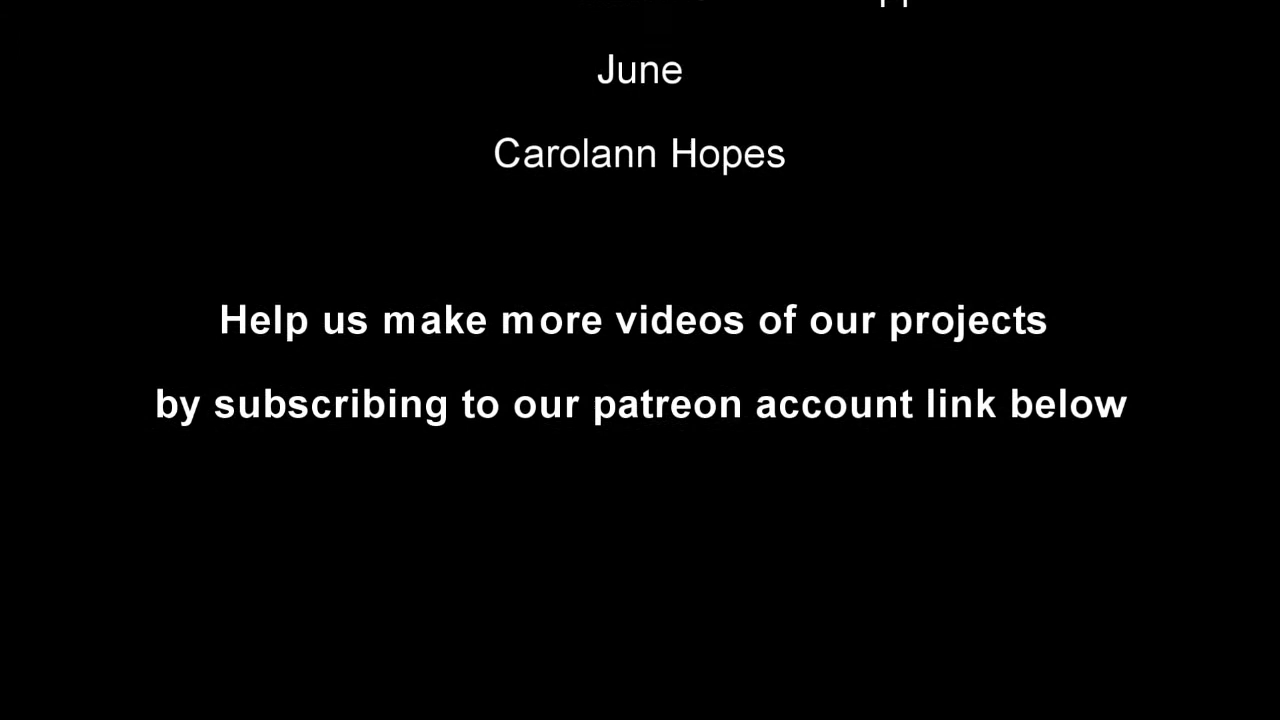 June
Carolann Hopes
Help us make more videos of our projects
by subscribing to our patreon account link below